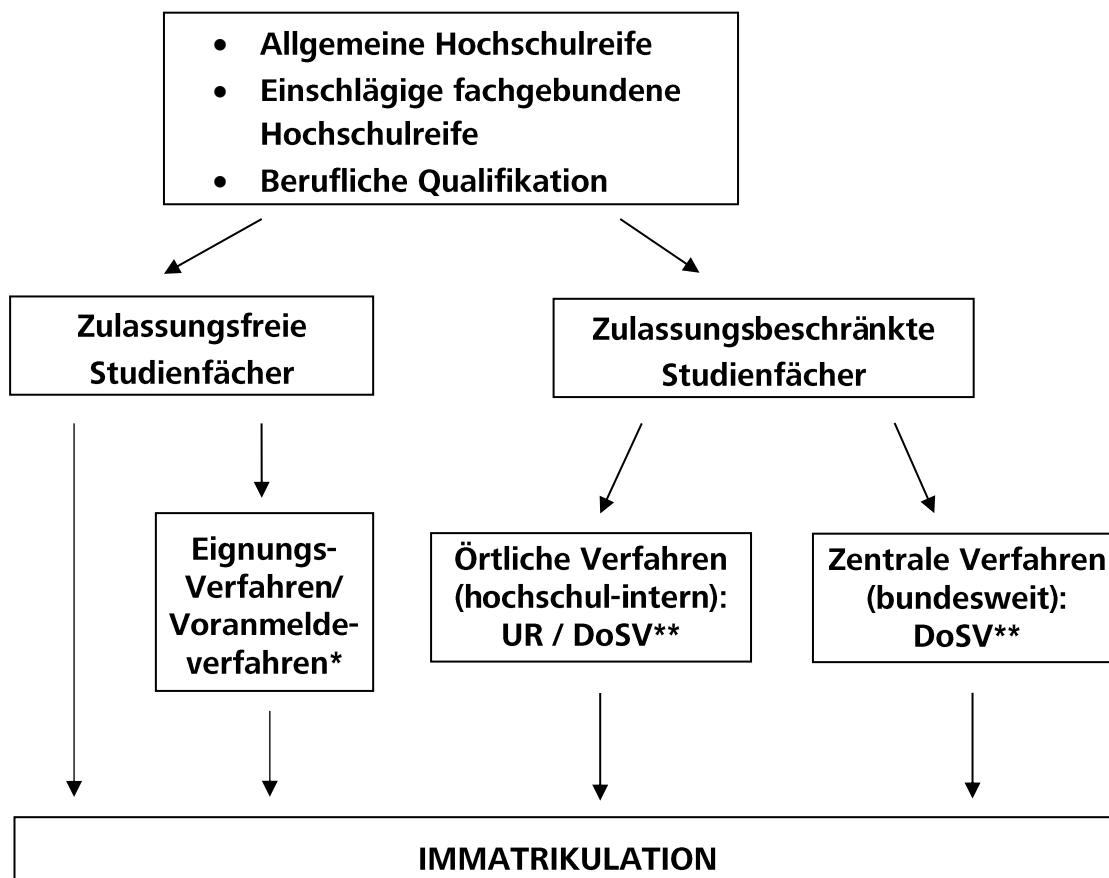 • Allgemeine Hochschulreife
• Einschlägige fachgebundene
Hochschulreife
• Berufliche Qualifikation
Zulassungsfreie
Studienfächer
Zulassungsbeschränkte
Studienfächer
Eignungs-
Verfahren/
Voranmelde-
verfahren*
Örtliche Verfahren
(hochschul-intern):
UR / DoSV**
Zentrale Verfahren
(bundesweit):
DoSV**
IMMATRIKULATION